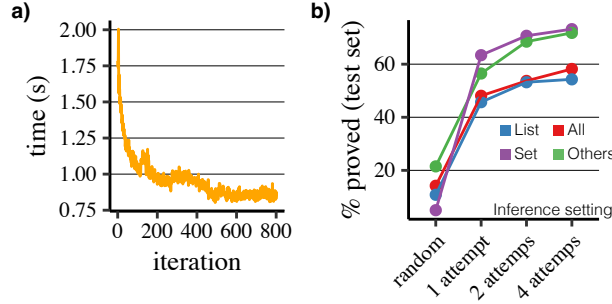 a)
time (s)
2.00
1.75
1.50
1.25
1.00
0.75
0 200 400 600 800
iteration
b)
% proved (test set)
60
40
20
List All
Set Others
Inference setting
random
1 attempt
2 attemps
4 attemps